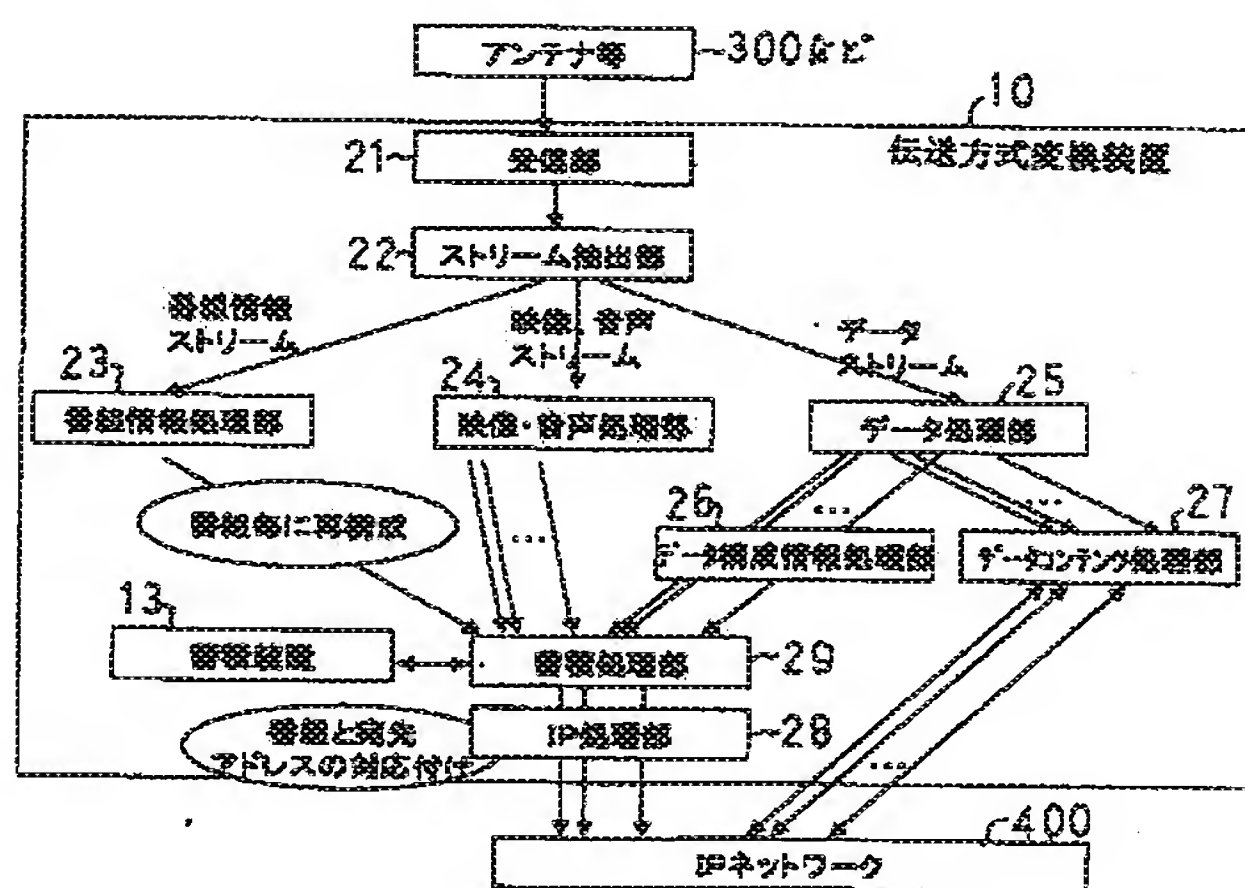 アンテナ等
300など
10
伝送方式変換装置
21
受信部
22
ストリーム抽出部
番組情報
ストリーム
映像・音声
ストリーム
データ
ストリーム
23
番組情報処理部
24
映像・音声処理部
25
データ処理部
…
…
…
26
データ構成情報処理部
27
データコンテンツ処理部
番組毎に再構成
13
蓄積装置
蓄積処理部
29
番組と宛先
アドレスの対応付け
IP処理部
28
…
400
IPネットワーク